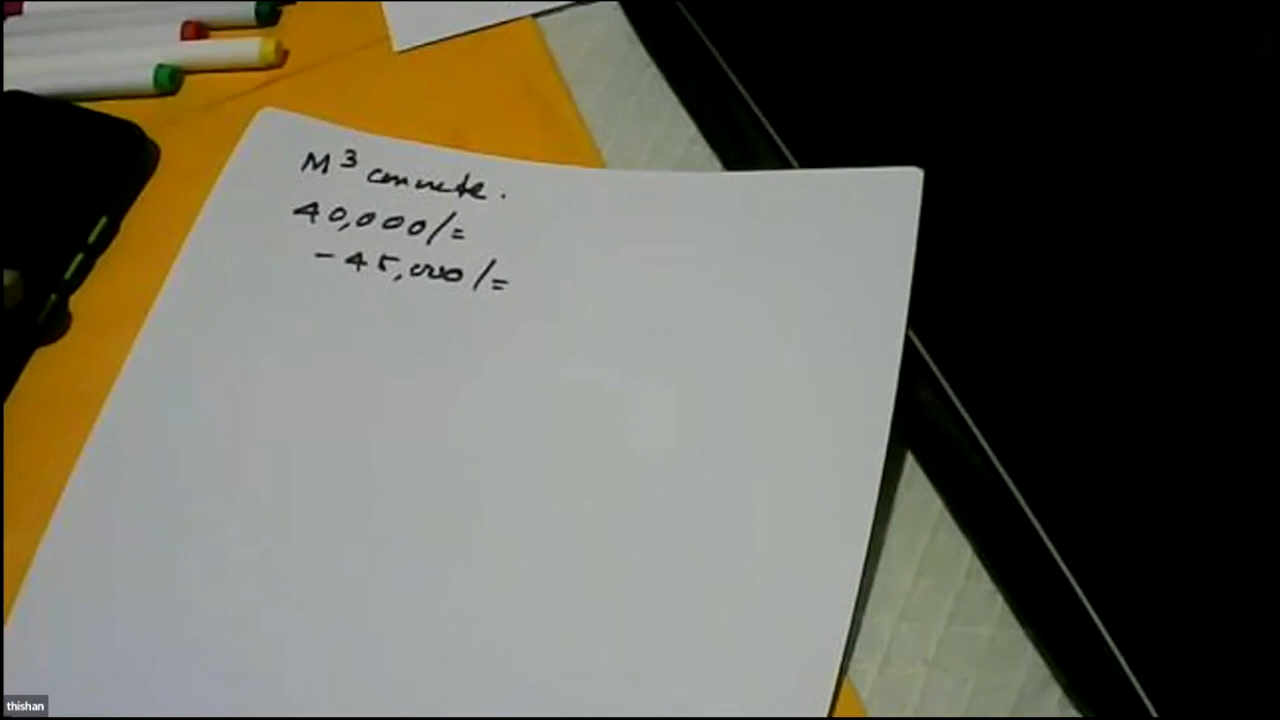 M³ concrete.
40,000/=
- 45,000/=
thishan